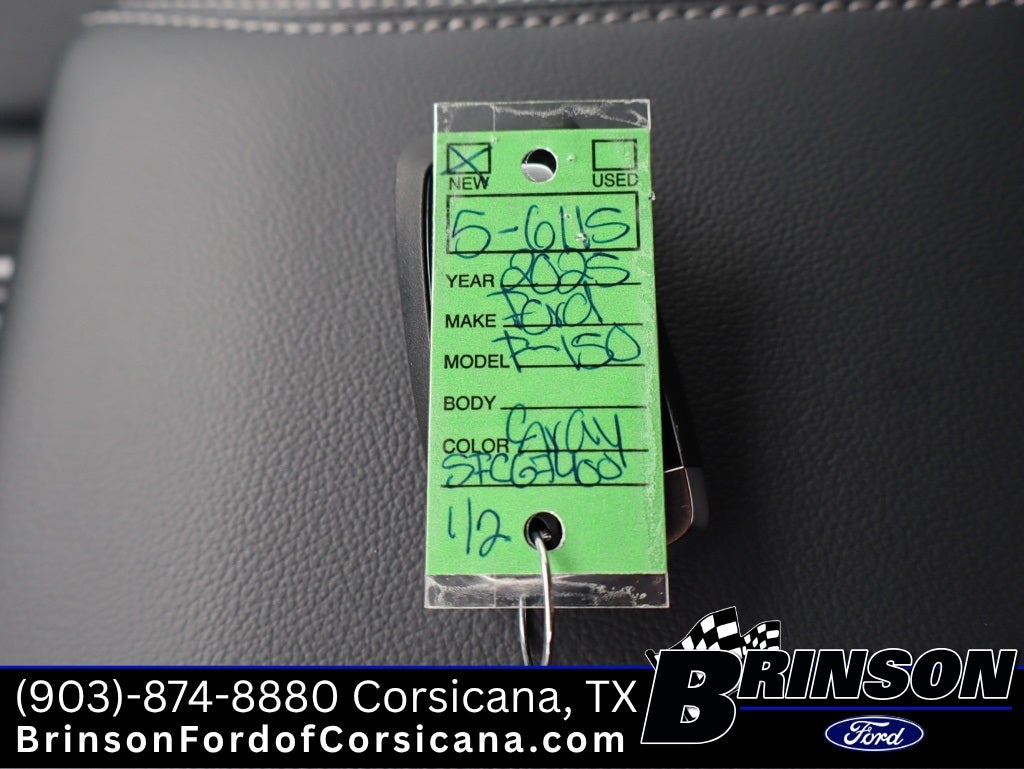 NEW USED
5-6115
YEAR 2025
MAKE Ford
MODEL F-150
BODY
COLOR Gray
SFC67400
1/2
(903)-874-8880 Corsicana, TX
BrinsonFordofCorsicana.com
BRINSON
Ford